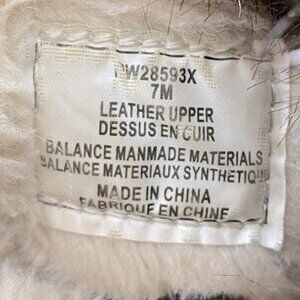 W28593X
7M
LEATHER UPPER
DESSUS EN CUIR
BALANCE MANMADE MATERIALS
BALANCE MATERIAUX SYNTHETIQU
MADE IN CHINA
FABRIQUE EN CHINE